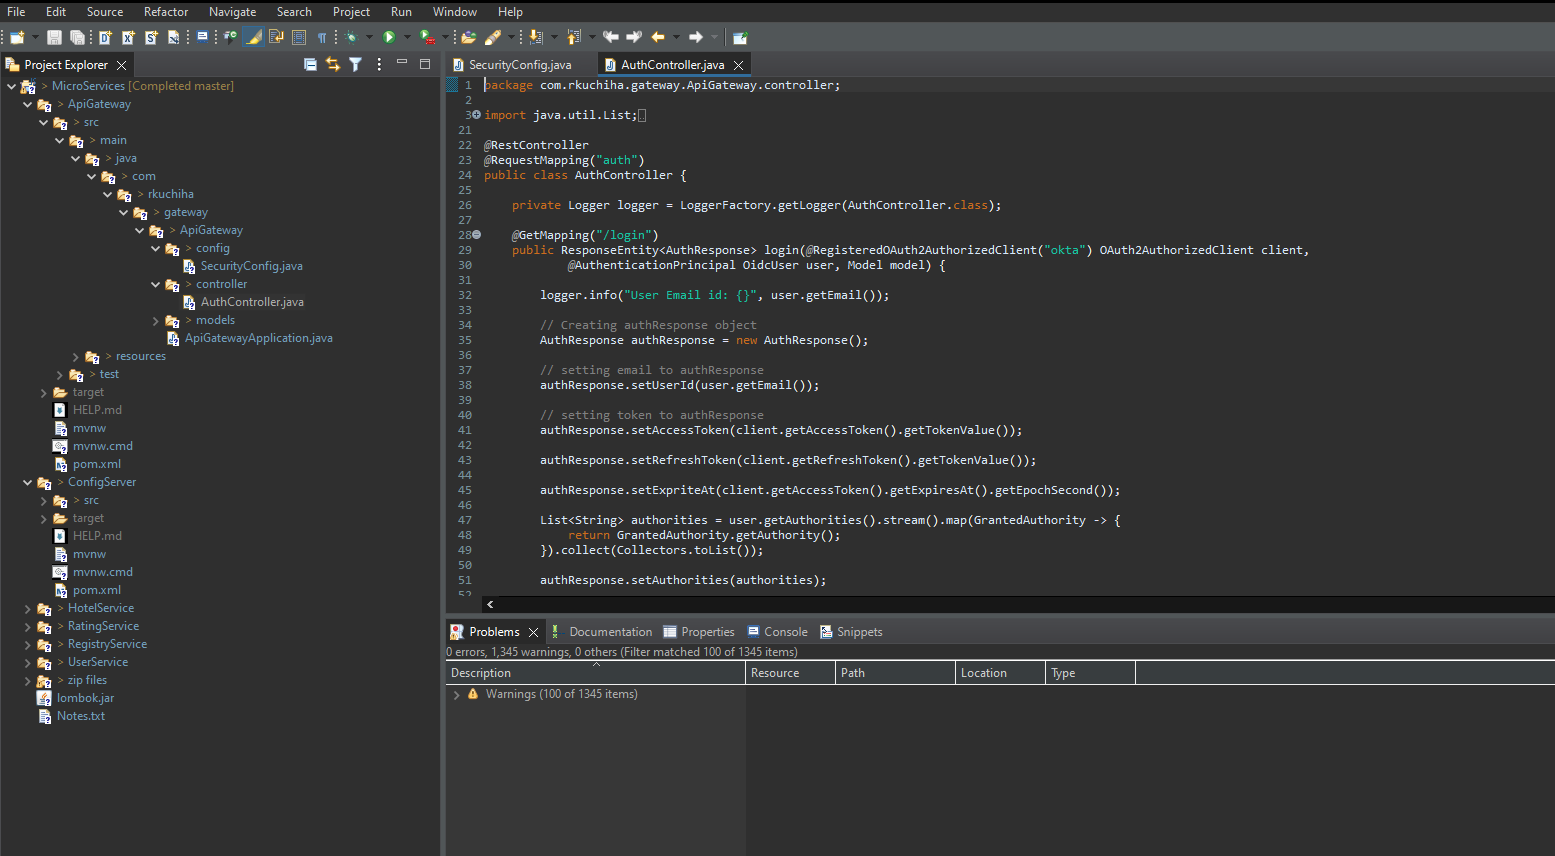 File Edit Source Refactor Navigate Search Project Run Window Help
Project Explorer
MicroServices [Completed master]
ApiGateway
src
main
java
com
rkuchiha
gateway
ApiGateway
config
SecurityConfig.java
controller
AuthController.java
models
ApiGatewayApplication.java
resources
test
target
HELP.md
mvnw
mvnw.cmd
pom.xml
ConfigServer
src
target
HELP.md
mvnw
mvnw.cmd
pom.xml
HotelService
RatingService
RegistryService
UserService
zip files
lombok.jar
Notes.txt
SecurityConfig.java AuthController.java
1 package com.rkuchiha.gateway.ApiGateway.controller;
2
3 import java.util.List;
21
22 @RestController
23 @RequestMapping("auth")
24 public class AuthController {
25
26 private Logger logger = LoggerFactory.getLogger(AuthController.class);
27
28 @GetMapping("/login")
29 public ResponseEntity<AuthResponse> login(@RegisteredOAuth2AuthorizedClient("okta") OAuth2AuthorizedClient client,
30 @AuthenticationPrincipal OidcUser user, Model model) {
31
32 logger.info("User Email id: {}", user.getEmail());
33
34 // Creating authResponse object
35 AuthResponse authResponse = new AuthResponse();
36
37 // setting email to authResponse
38 authResponse.setUserId(user.getEmail());
39
40 // setting token to authResponse
41 authResponse.setAccessToken(client.getAccessToken().getTokenValue());
42
43 authResponse.setRefreshToken(client.getRefreshToken().getTokenValue());
44
45 authResponse.setExpriteAt(client.getAccessToken().getExpiresAt().getEpochSecond());
46
47 List<String> authorities = user.getAuthorities().stream().map(GrantedAuthority -> {
48 return GrantedAuthority.getAuthority();
49 }).collect(Collectors.toList());
50
51 authResponse.setAuthorities(authorities);
52
Problems Documentation Properties Console Snippets
0 errors, 1,345 warnings, 0 others (Filter matched 100 of 1345 items)
Description Resource Path Location Type
Warnings (100 of 1345 items)